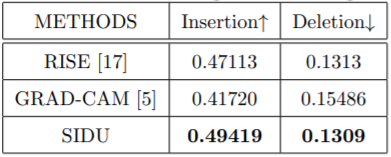 METHODS Insertion↑ Deletion↓
RISE [17] 0.47113 0.1313
GRAD-CAM [5] 0.41720 0.15486
SIDU 0.49419 0.1309